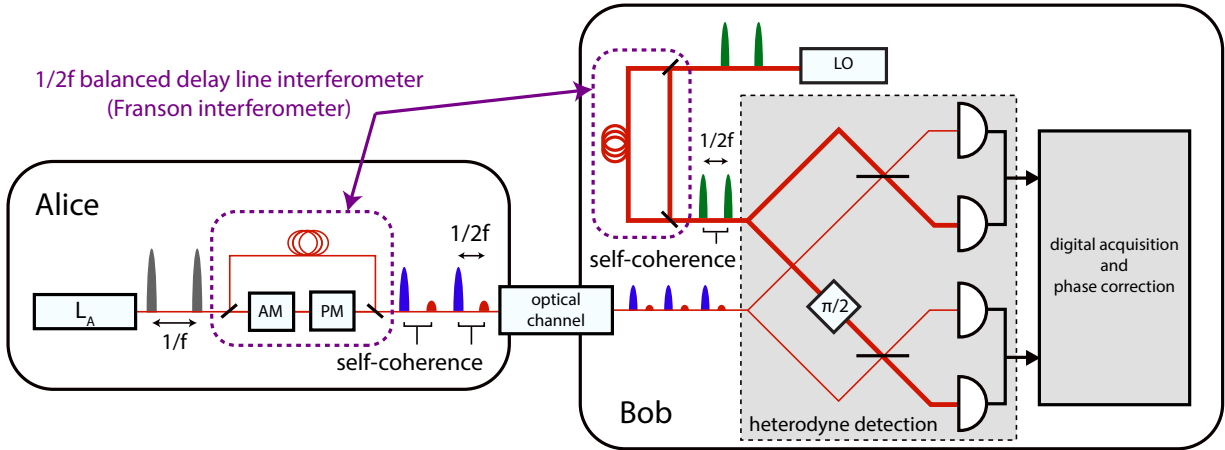 1/2f balanced delay line interferometer
(Franson interferometer)
Alice
L_A
1/f
AM
PM
1/2f
self-coherence
optical
channel
LO
1/2f
self-coherence
π/2
heterodyne detection
Bob
digital acquisition
and
phase correction